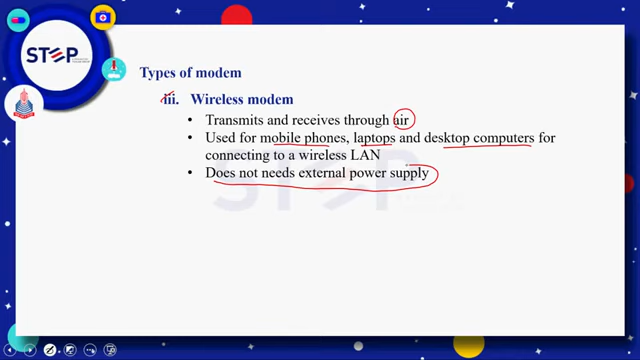 STEP
Types of modem
iii. Wireless modem
• Transmits and receives through air
• Used for mobile phones, laptops and desktop computers for
connecting to a wireless LAN
• Does not needs external power supply
STEP